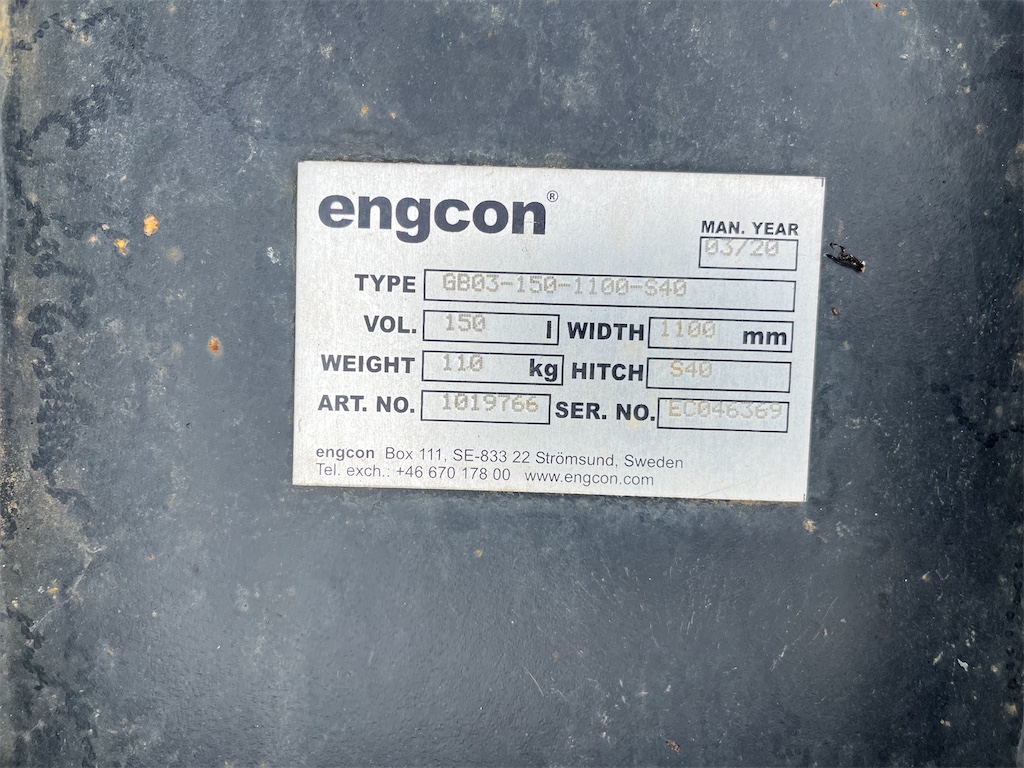 engcon®
MAN. YEAR
03/20
TYPE GB03-150-1100-S40
VOL. 150 l WIDTH 1100 mm
WEIGHT 110 kg HITCH S40
ART. NO. 1019766 SER. NO. EC046369
engcon Box 111, SE-833 22 Strömsund, Sweden
Tel. exch.: +46 670 178 00 www.engcon.com